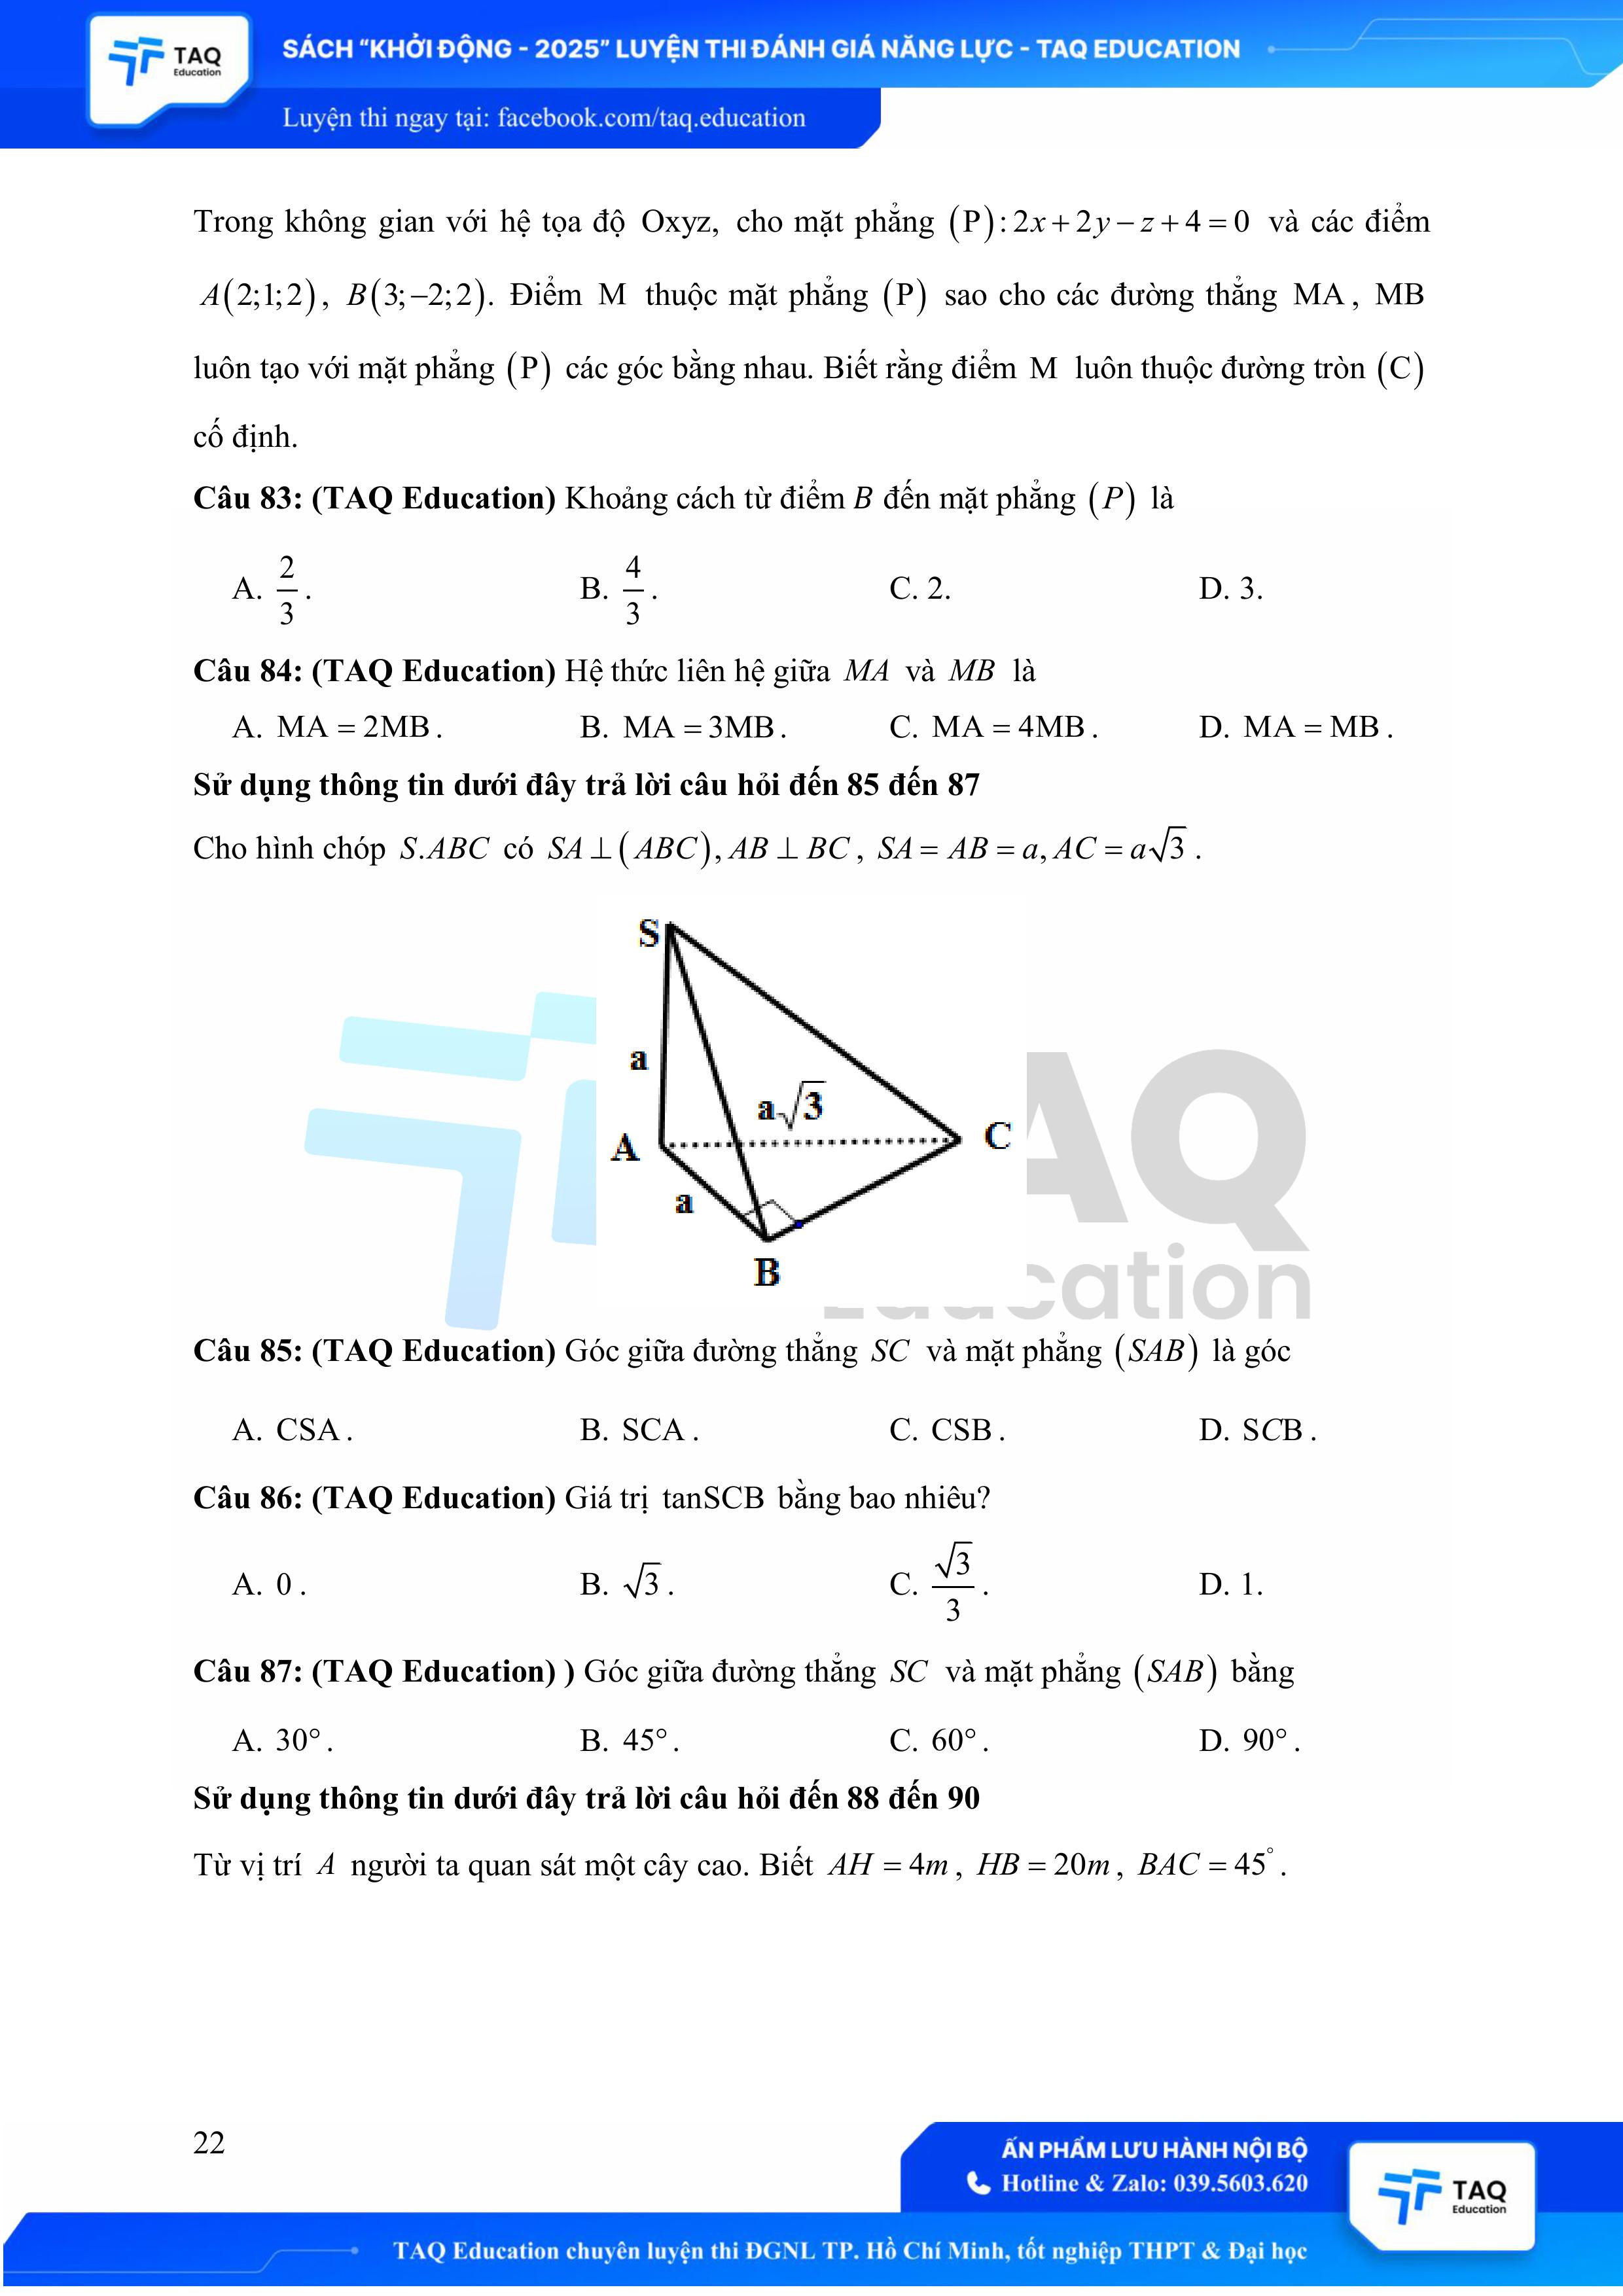 TAQ
Education
SÁCH “KHỞI ĐỘNG - 2025” LUYỆN THI ĐÁNH GIÁ NĂNG LỰC - TAQ EDUCATION
Luyện thi ngay tại: facebook.com/taq.education
Trong không gian với hệ tọa độ Oxyz, cho mặt phẳng (P): 2x + 2y − z + 4 = 0 và các điểm
A(2;1;2), B(3;−2;2). Điểm M thuộc mặt phẳng (P) sao cho các đường thẳng MA, MB
luôn tạo với mặt phẳng (P) các góc bằng nhau. Biết rằng điểm M luôn thuộc đường tròn (C)
cố định.
Câu 83: (TAQ Education) Khoảng cách từ điểm B đến mặt phẳng (P) là
A. 2/3. B. 4/3. C. 2. D. 3.
Câu 84: (TAQ Education) Hệ thức liên hệ giữa MA và MB là
A. MA = 2MB. B. MA = 3MB. C. MA = 4MB. D. MA = MB.
Sử dụng thông tin dưới đây trả lời câu hỏi đến 85 đến 87
Cho hình chóp S.ABC có SA ⊥ (ABC), AB ⊥ BC, SA = AB = a, AC = a√3.
S
a
a√3
A
C
a
B
TAQ
Education
Câu 85: (TAQ Education) Góc giữa đường thẳng SC và mặt phẳng (SAB) là góc
A. CSA. B. SCA. C. CSB. D. SCB.
Câu 86: (TAQ Education) Giá trị tanSCB bằng bao nhiêu?
A. 0. B. √3. C. √3/3. D. 1.
Câu 87: (TAQ Education) ) Góc giữa đường thẳng SC và mặt phẳng (SAB) bằng
A. 30°. B. 45°. C. 60°. D. 90°.
Sử dụng thông tin dưới đây trả lời câu hỏi đến 88 đến 90
Từ vị trí A người ta quan sát một cây cao. Biết AH = 4m, HB = 20m, BAC = 45°.
22
ẤN PHẨM LƯU HÀNH NỘI BỘ
Hotline & Zalo: 039.5603.620
TAQ
Education
TAQ Education chuyên luyện thi ĐGNL TP. Hồ Chí Minh, tốt nghiệp THPT & Đại học